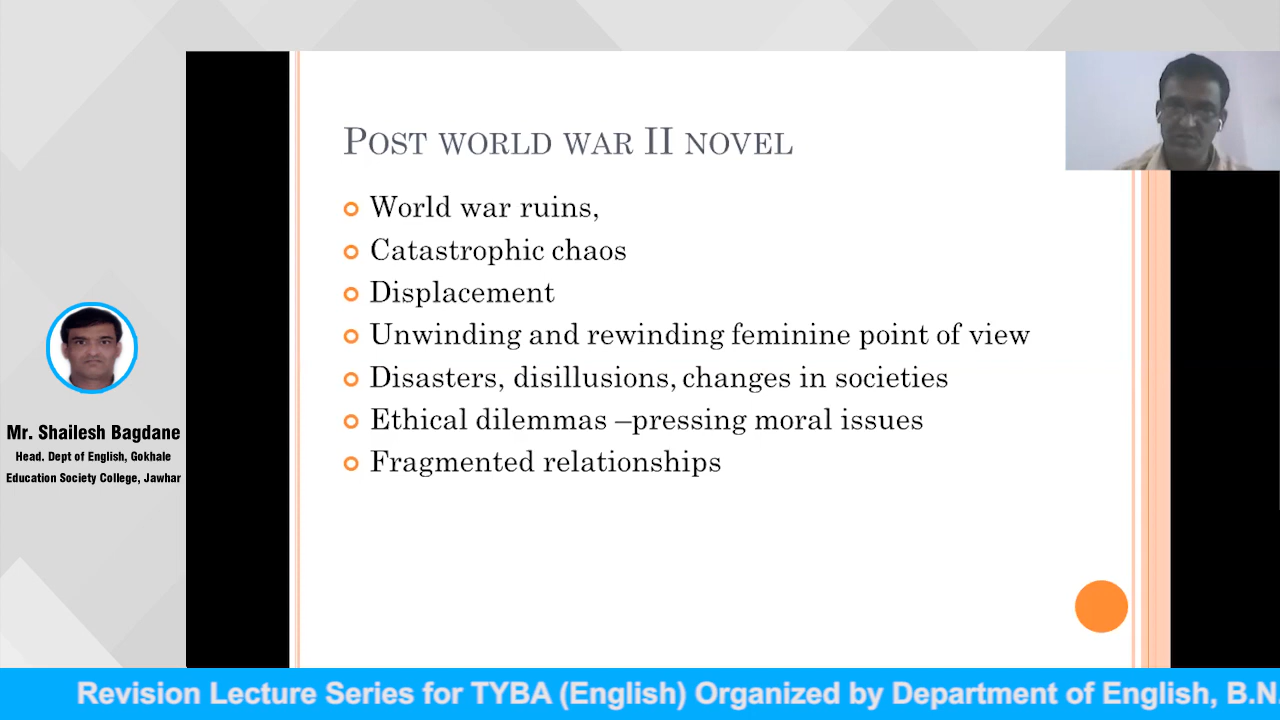 POST WORLD WAR II NOVEL
World war ruins,
Catastrophic chaos
Displacement
Unwinding and rewinding feminine point of view
Disasters, disillusions, changes in societies
Ethical dilemmas –pressing moral issues
Fragmented relationships
Mr. Shailesh Bagdane
Head. Dept of English, Gokhale
Education Society College, Jawhar
Revision Lecture Series for TYBA (English) Organized by Department of English, B.N